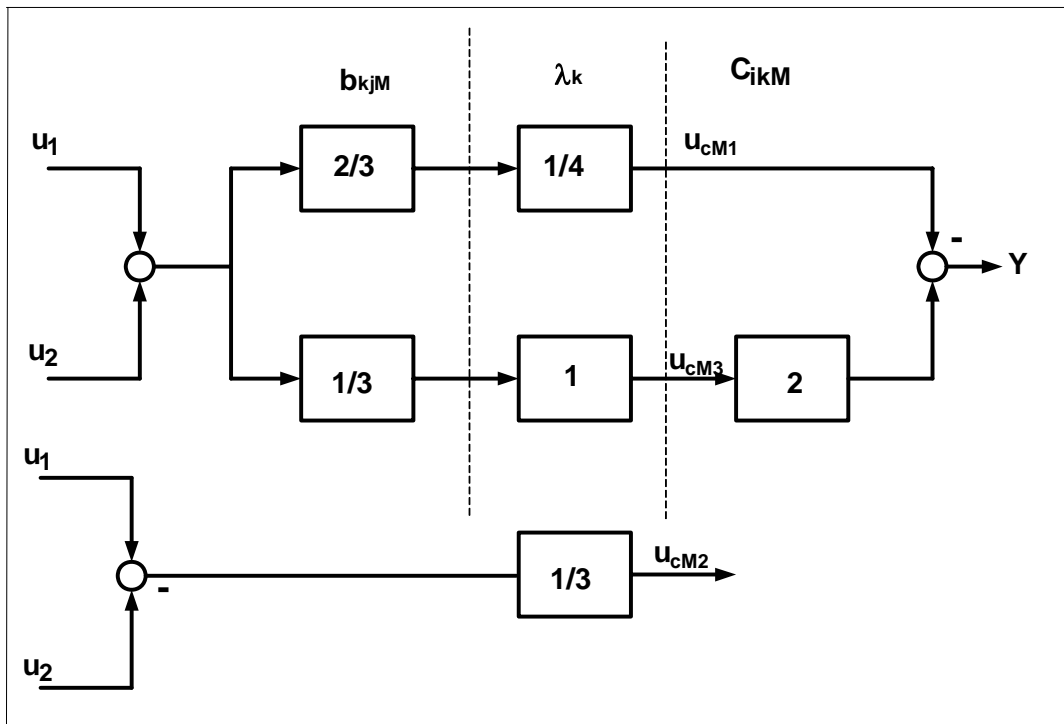 bkjM λk CikM
u1 2/3 1/4 ucM1
- Y
u2 1/3 1 ucM3 2
u1
- 1/3 ucM2
u2